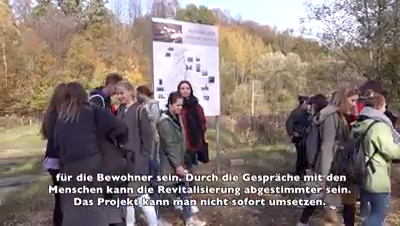 für die Bewohner sein. Durch die Gespräche mit den
Menschen kann die Revitalisierung abgestimmter sein.
Das Projekt kann man nicht sofort umsetzen.